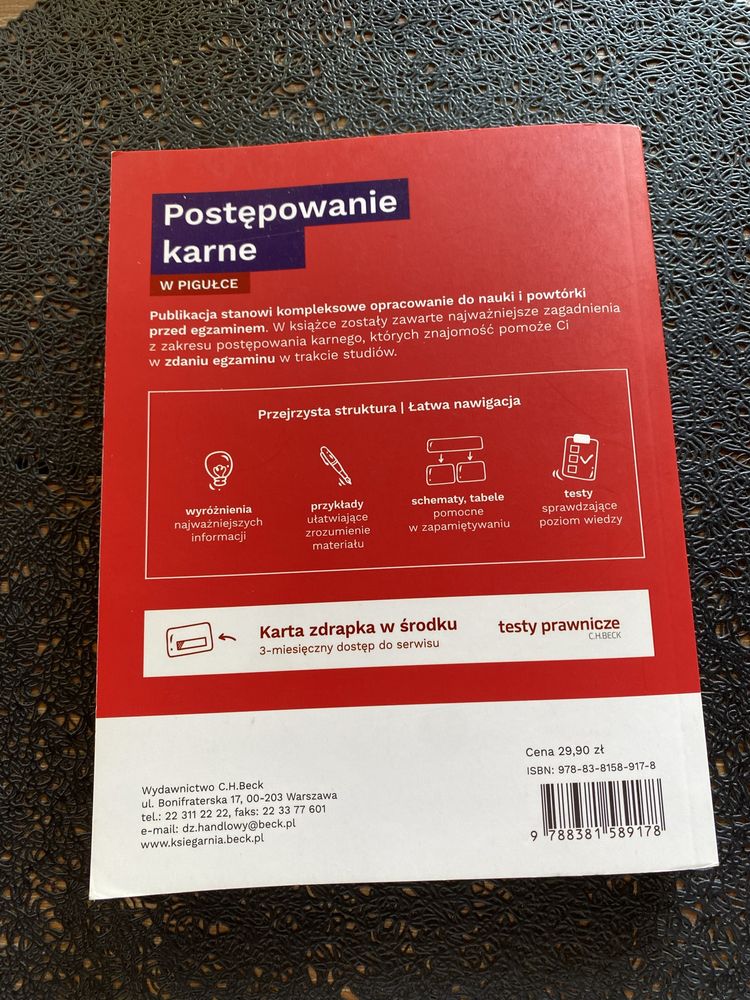 Postępowanie
karne
W PIGUŁCE
Publikacja stanowi kompleksowe opracowanie do nauki i powtórki
przed egzaminem. W książce zostały zawarte najważniejsze zagadnienia
z zakresu postępowania karnego, których znajomość pomoże Ci
w zdaniu egzaminu w trakcie studiów.
Przejrzysta struktura | Łatwa nawigacja
wyróżnienia
najważniejszych
informacji
przykłady
ułatwiające
zrozumienie
materiału
schematy, tabele
pomocne
w zapamiętywaniu
testy
sprawdzające
poziom wiedzy
Karta zdrapka w środku
3-miesięczny dostęp do serwisu
testy prawnicze
C.H.BECK
Cena 29,90 zł
ISBN: 978-83-8158-917-8
9 788381 589178
Wydawnictwo C.H.Beck
ul. Bonifraterska 17, 00-203 Warszawa
tel.: 22 311 22 22, faks: 22 33 77 601
e-mail: dz.handlowy@beck.pl
www.ksiegarnia.beck.pl